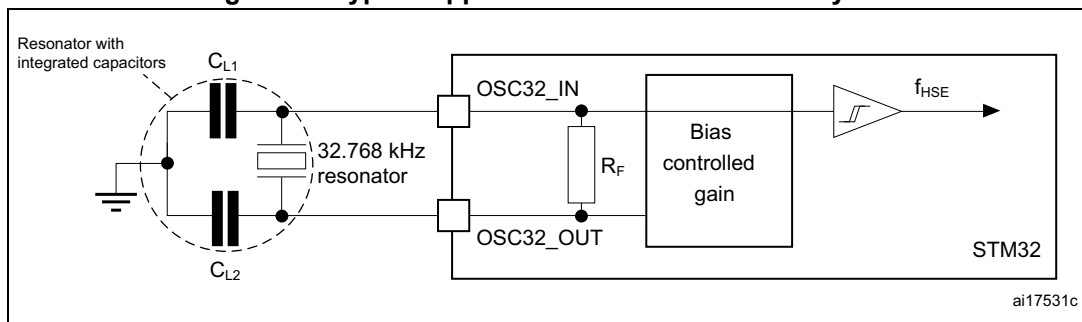 Resonator with
integrated capacitors
CL1
OSC32_IN
fHSE
32.768 kHz
resonator
RF
Bias
controlled
gain
OSC32_OUT
STM32
CL2
ai17531c